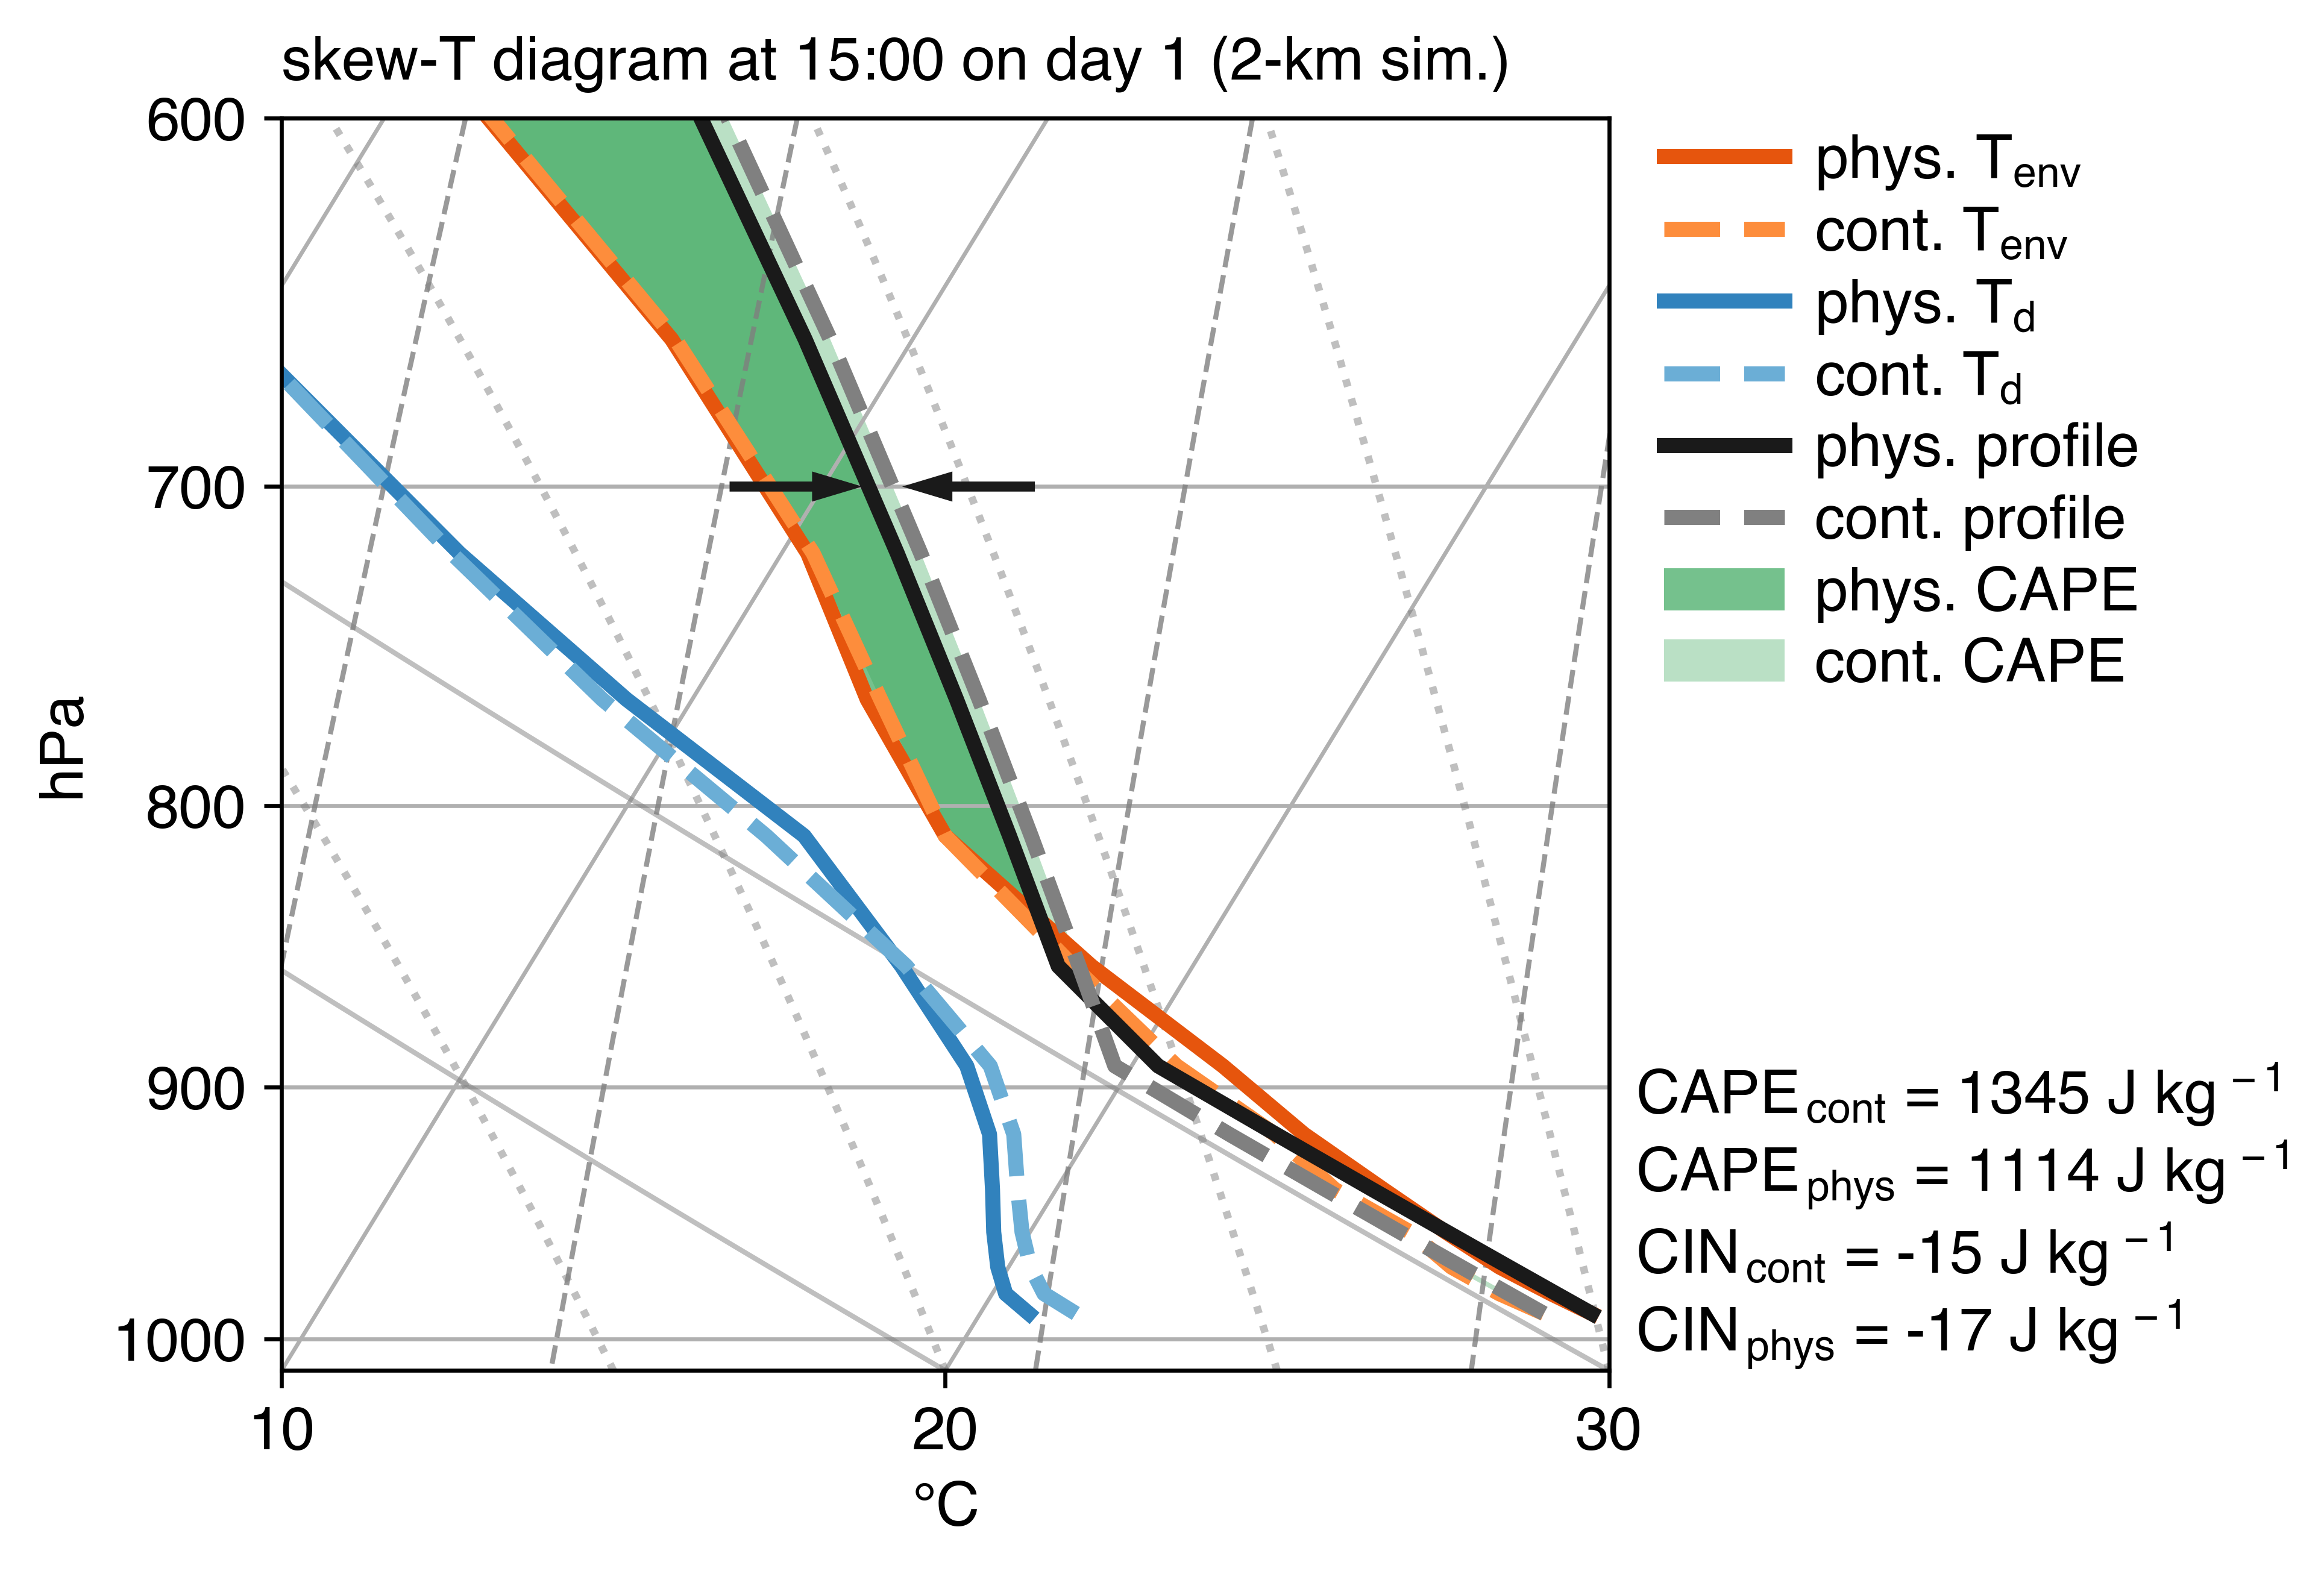 skew-T diagram at 15:00 on day 1 (2-km sim.)
600
700
800
900
1000
hPa
10
20
30
°C
phys. Tenv
cont. Tenv
phys. Td
cont. Td
phys. profile
cont. profile
phys. CAPE
cont. CAPE
CAPEcont = 1345 J kg −1
CAPEphys = 1114 J kg −1
CINcont = -15 J kg −1
CINphys = -17 J kg −1